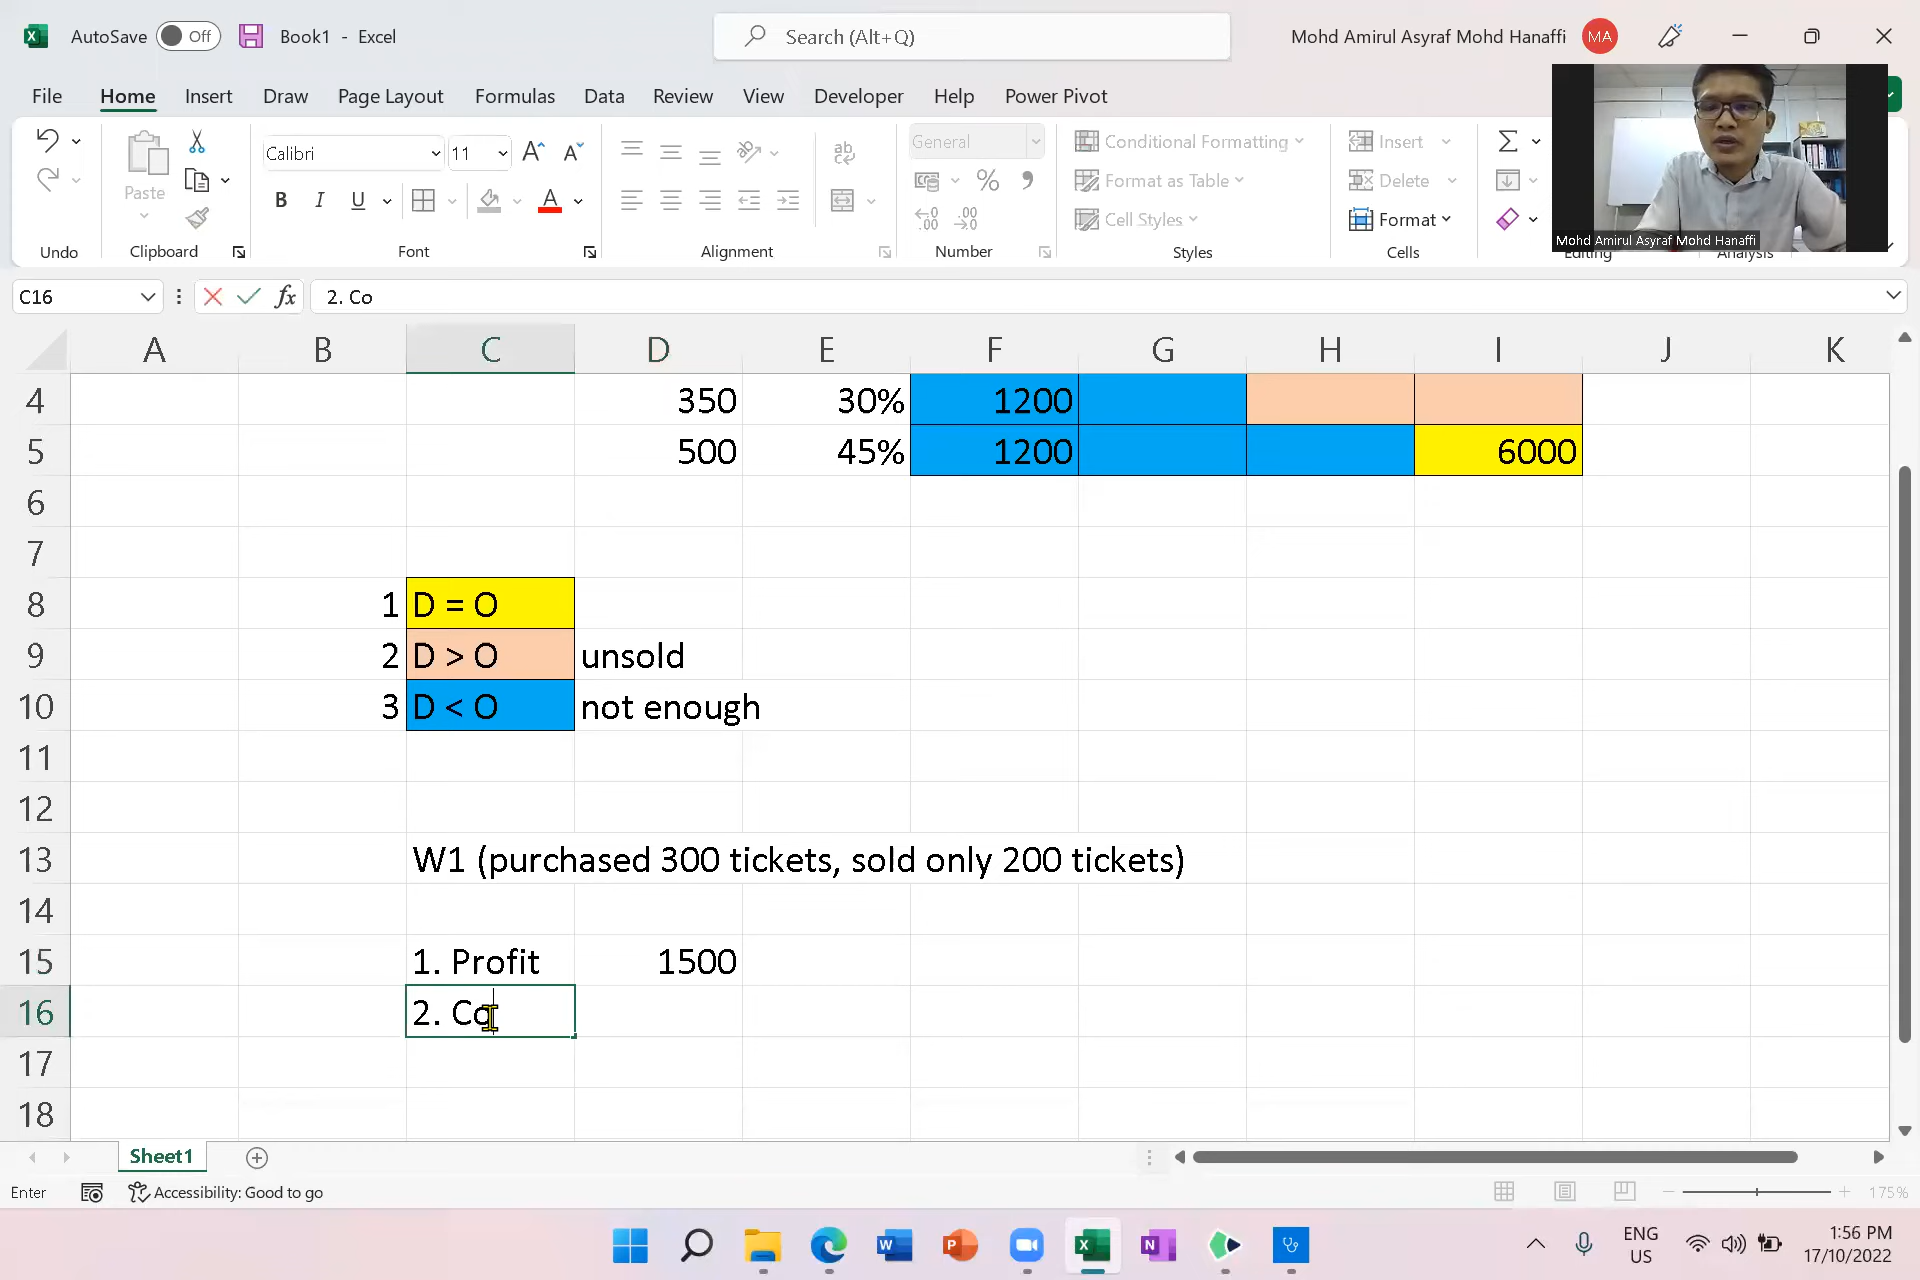 AutoSave Off Book1 - Excel Search (Alt+Q) Mohd Amirul Asyraf Mohd Hanaffi MA
File Home Insert Draw Page Layout Formulas Data Review View Developer Help Power Pivot
Calibri 11 General Conditional Formatting Insert
Paste Format as Table Delete
B I U A Cell Styles Format
Mohd Amirul Asyraf Mohd Hanaffi
Undo Clipboard Font Alignment Number Styles Cells Editing Analysis
C16 fx 2. Co
A B C D E F G H I J K
4 350 30% 1200
5 500 45% 1200 6000
6
7
8 1 D = O
9 2 D > O unsold
10 3 D < O not enough
11
12
13 W1 (purchased 300 tickets, sold only 200 tickets)
14
15 1. Profit 1500
16 2. Co
17
18
Sheet1
Enter Accessibility: Good to go 175%
ENG 1:56 PM
US 17/10/2022